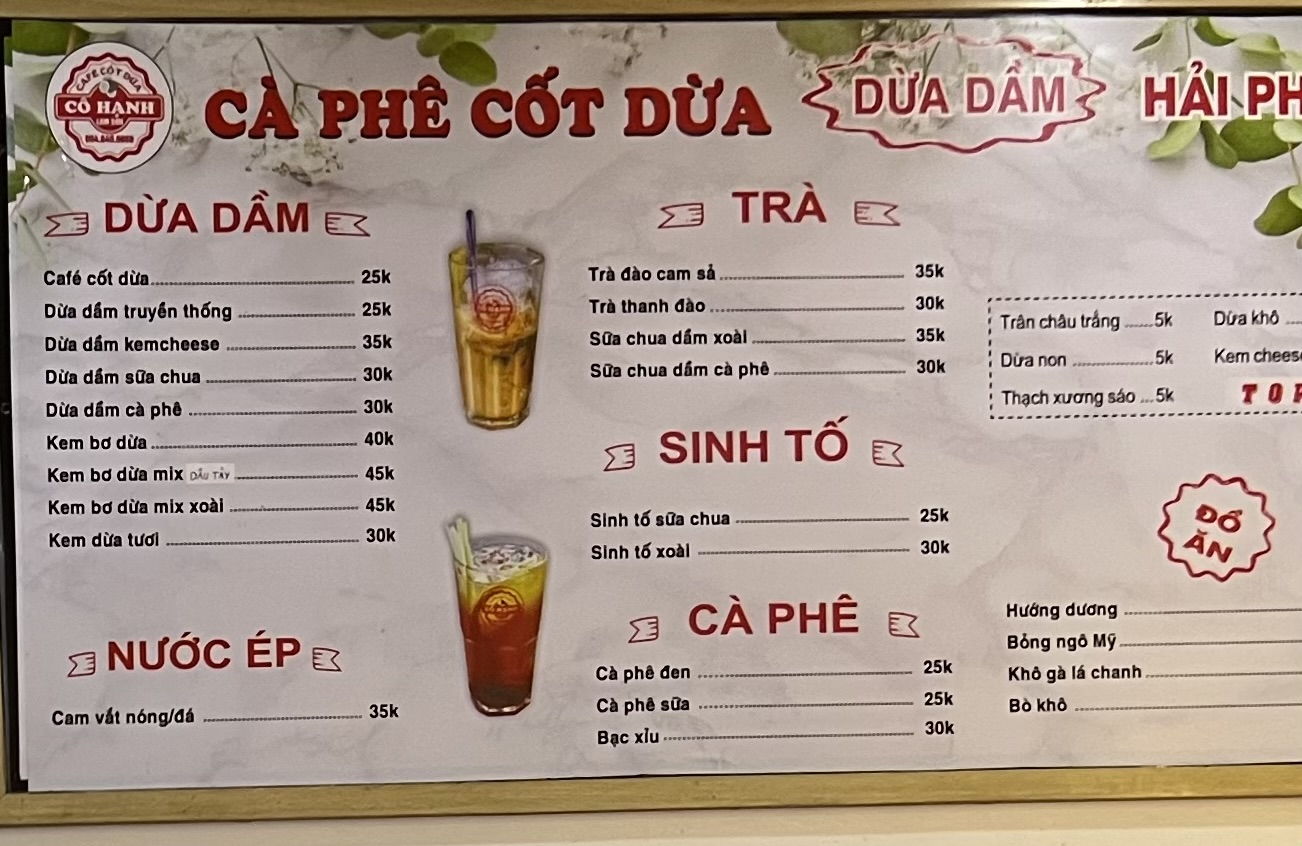 CAFE CỐT DỪA
CÔ HẠNH
CÀ PHÊ CỐT DỪA
DỪA DẦM
HẢI PH
DỪA DẦM
Café cốt dừa 25k
Dừa dầm truyền thống 25k
Dừa dầm kemcheese 35k
Dừa dầm sữa chua 30k
Dừa dầm cà phê 30k
Kem bơ dừa 40k
Kem bơ dừa mix DÂU TÂY 45k
Kem bơ dừa mix xoài 45k
Kem dừa tươi 30k
NƯỚC ÉP
Cam vắt nóng/đá 35k
TRÀ
Trà đào cam sả 35k
Trà thanh đào 30k
Sữa chua dầm xoài 35k
Sữa chua dầm cà phê 30k
SINH TỐ
Sinh tố sữa chua 25k
Sinh tố xoài 30k
CÀ PHÊ
Cà phê đen 25k
Cà phê sữa 25k
Bạc xỉu 30k
Trân châu trắng 5k Dừa khô
Dừa non 5k Kem cheese
Thạch xương sáo 5k
ĐỒ
ĂN
Hướng dương
Bỏng ngô Mỹ
Khô gà lá chanh
Bò khô